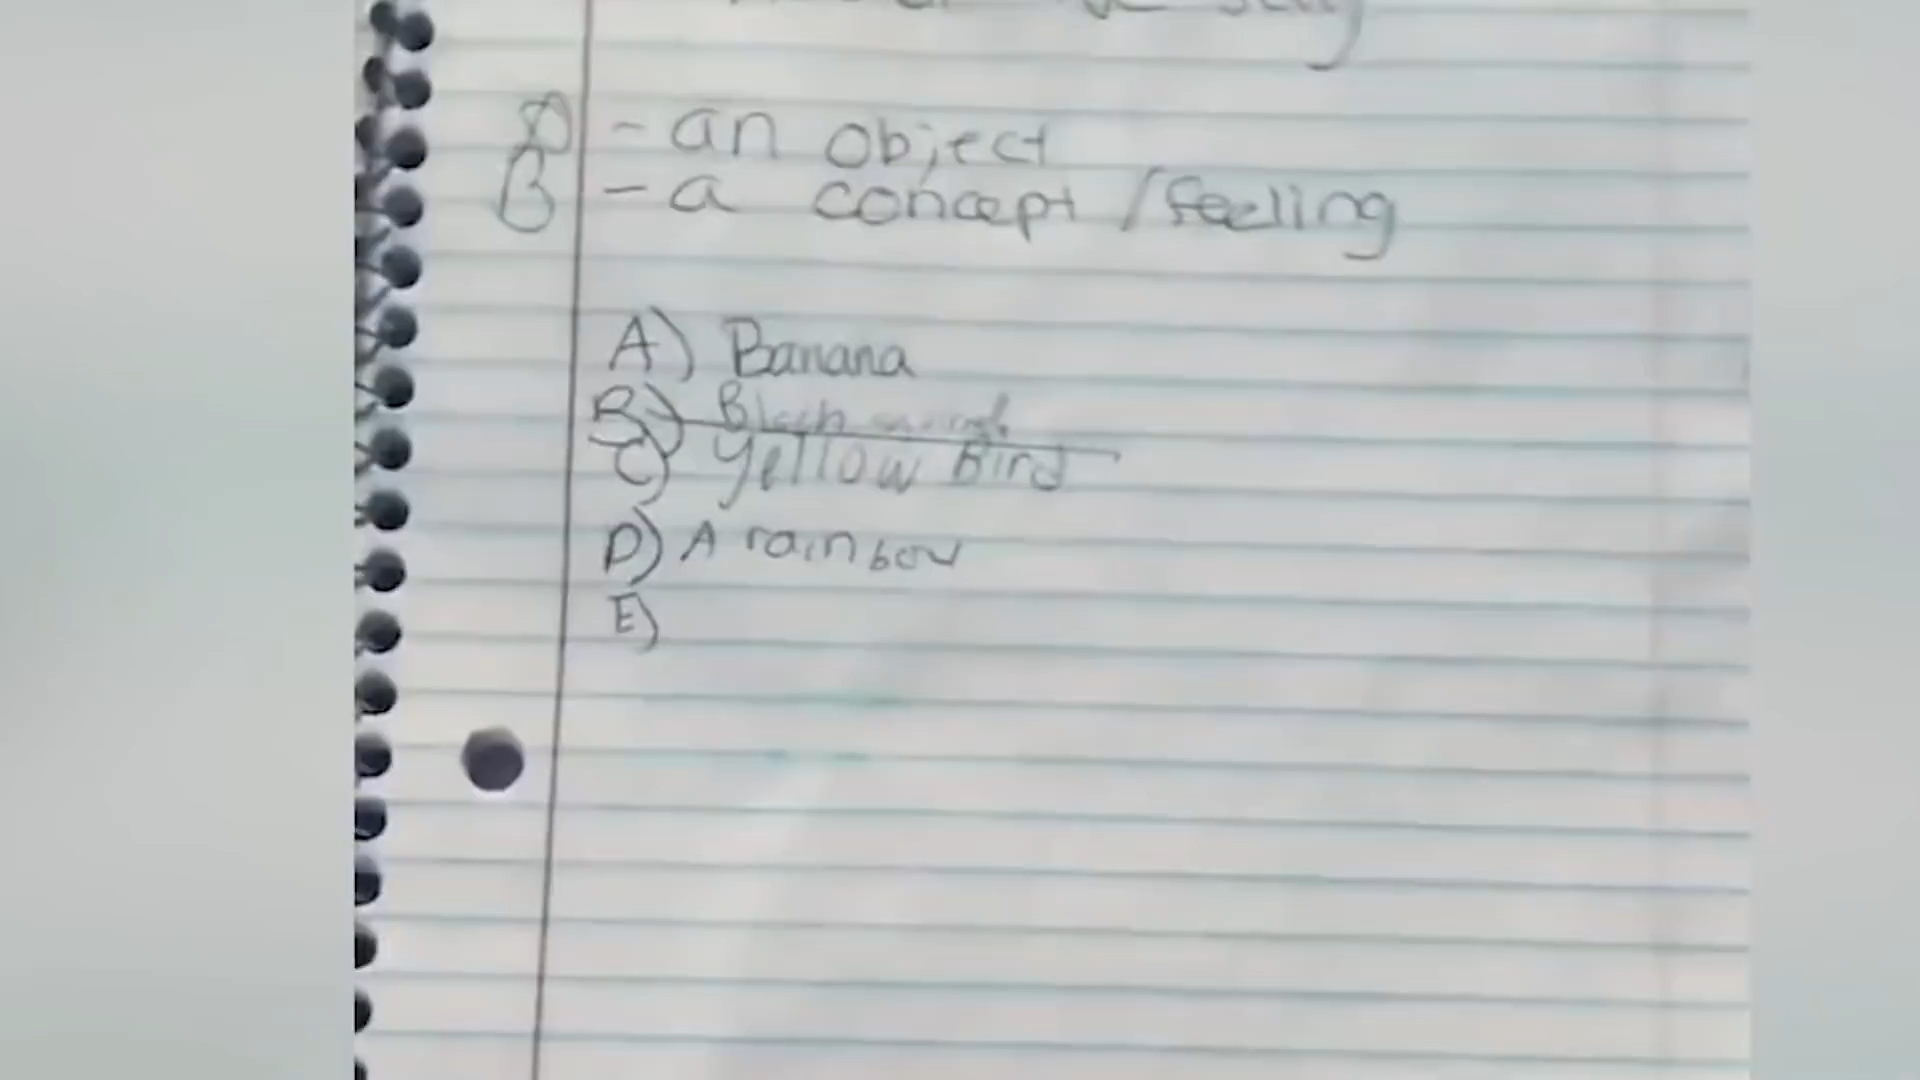 A - an object
B - a concept / feeling
A) Banana
B)
C) Yellow Bird
D) A rainbow
E)